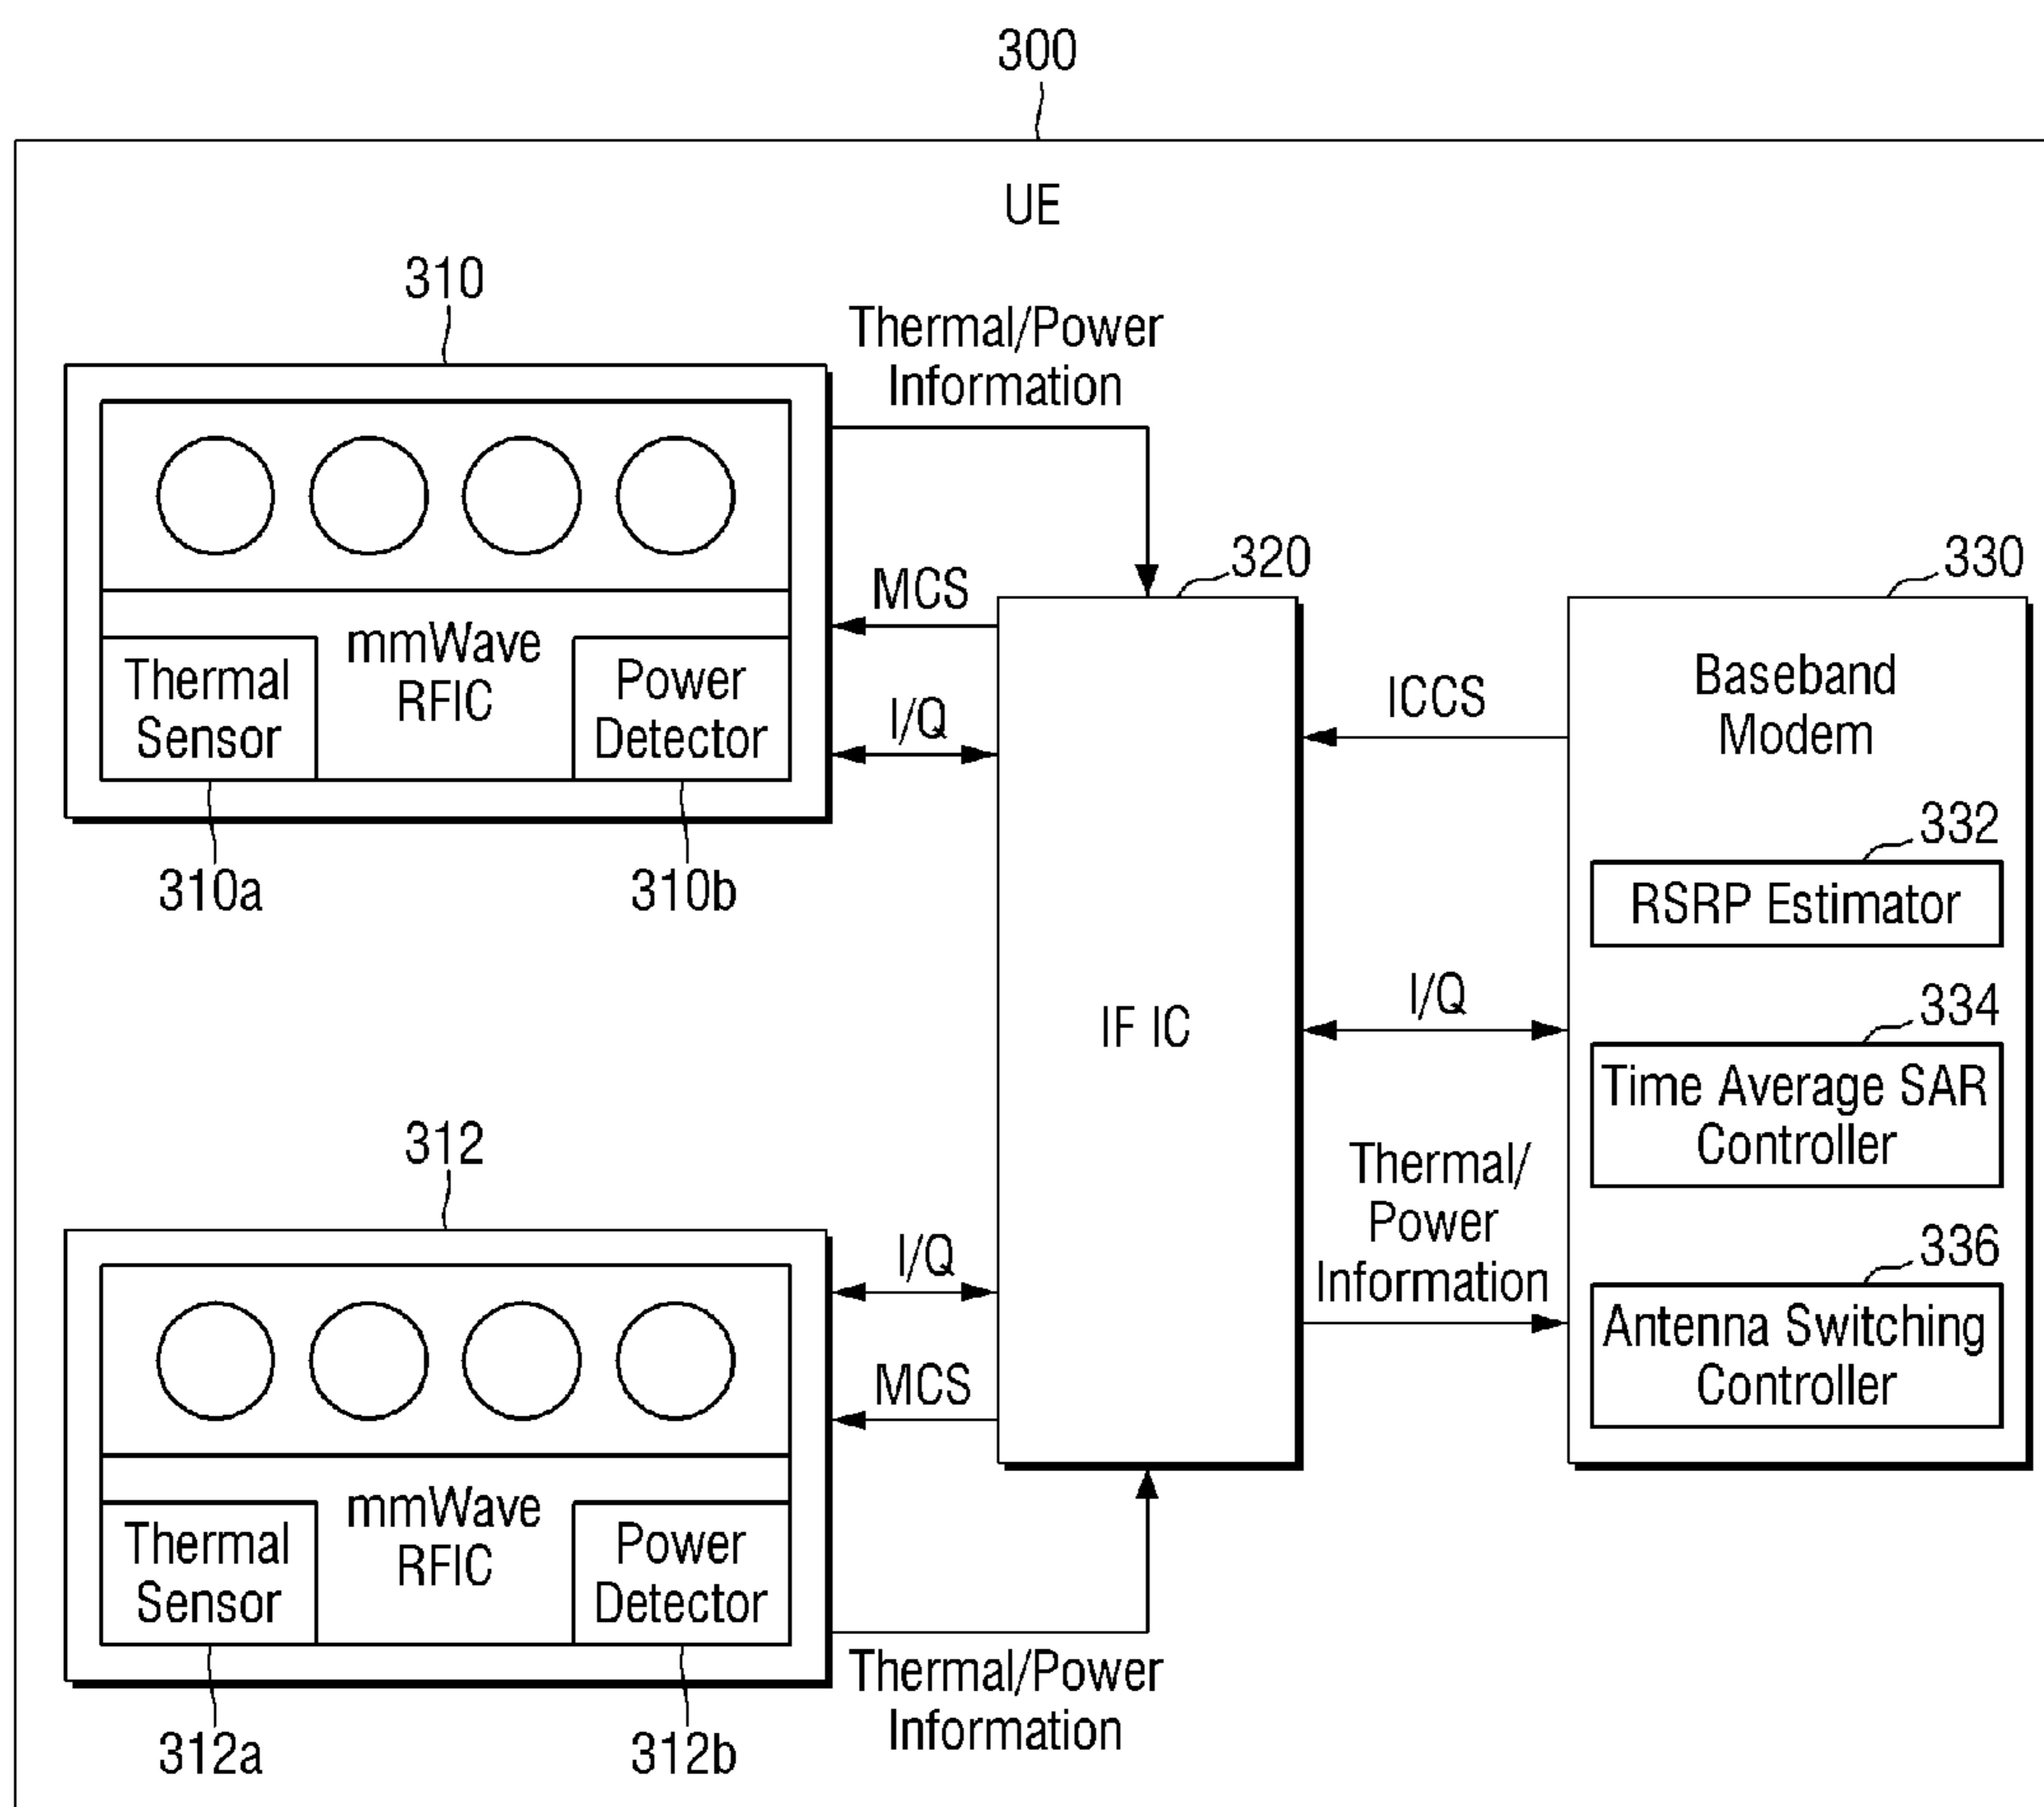 300
UE
310
Thermal/Power
Information
MCS
I/Q
mmWave
RFIC
Thermal
Sensor
Power
Detector
310a
310b
320
IF IC
ICCS
I/Q
Thermal/
Power
Information
330
Baseband
Modem
332
RSRP Estimator
334
Time Average SAR
Controller
336
Antenna Switching
Controller
312
I/Q
MCS
mmWave
RFIC
Thermal
Sensor
Power
Detector
Thermal/Power
Information
312a
312b